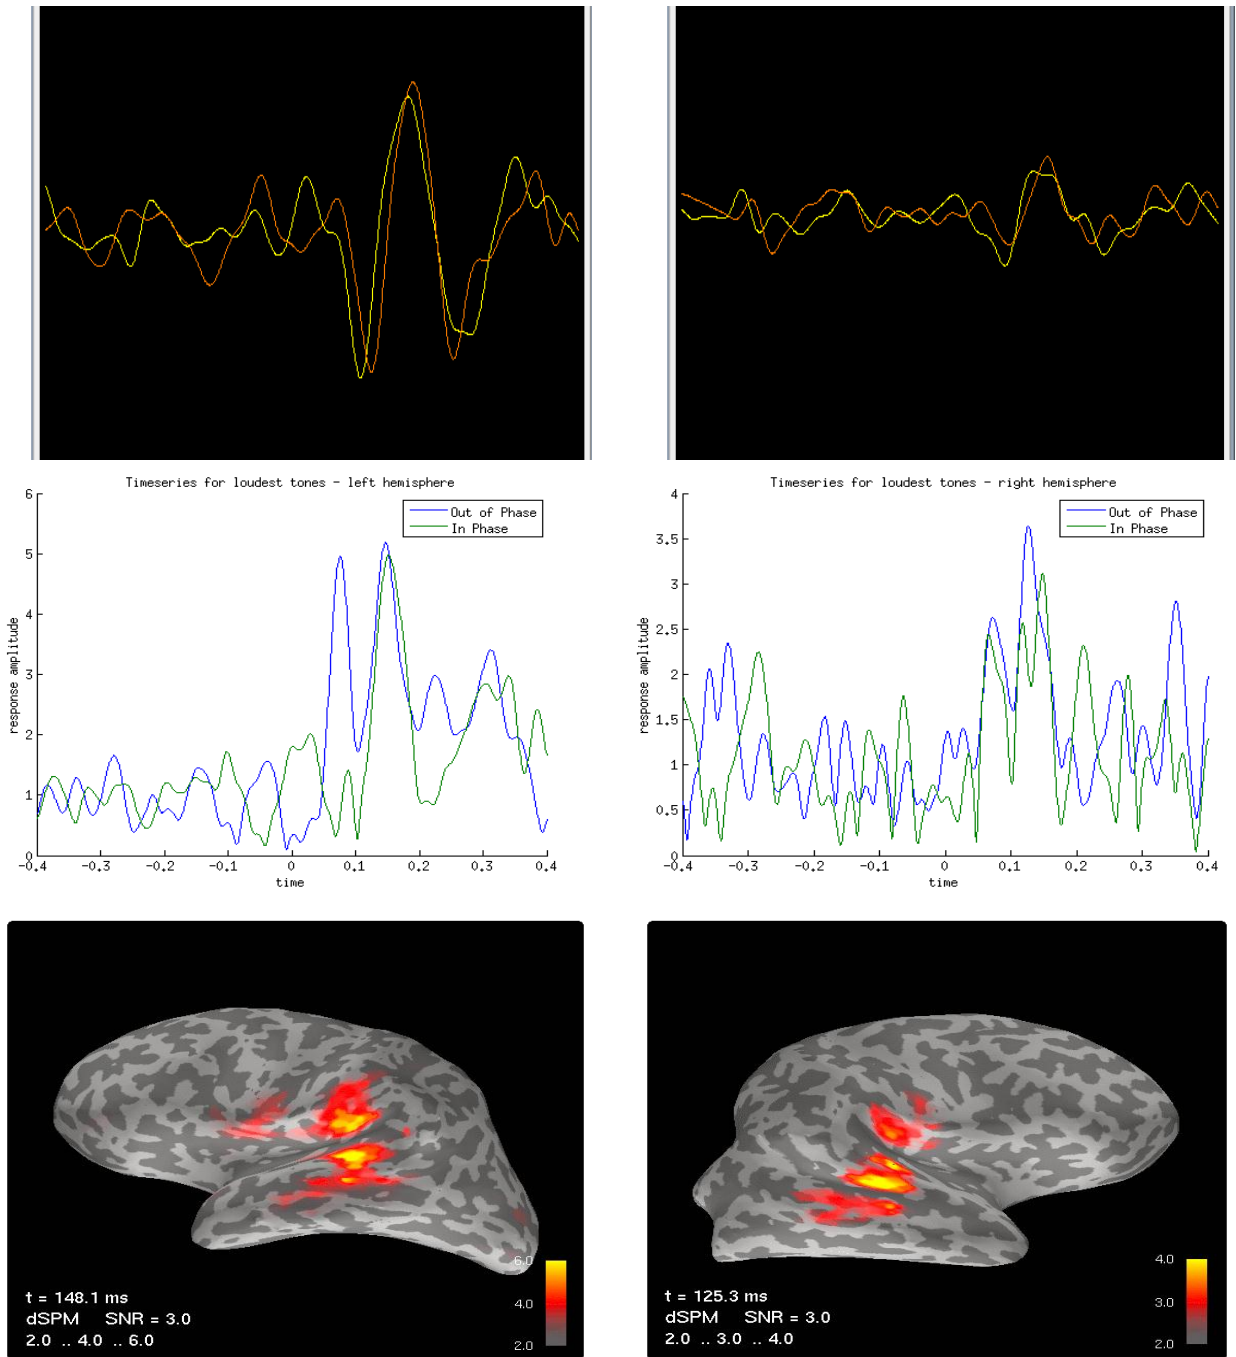 Timeseries for loudest tones - left hemisphere
6
5
4
3
2
1
0
response amplitude
Out of Phase
In Phase
-0.4
-0.3
-0.2
-0.1
0
0.1
0.2
0.3
0.4
time
Timeseries for loudest tones - right hemisphere
4
3.5
3
2.5
2
1.5
1
0.5
0
response amplitude
Out of Phase
In Phase
-0.4
-0.3
-0.2
-0.1
0
0.1
0.2
0.3
0.4
time
6.0
4.0
2.0
t = 148.1 ms
dSPM SNR = 3.0
2.0 .. 4.0 .. 6.0
4.0
3.0
2.0
t = 125.3 ms
dSPM SNR = 3.0
2.0 .. 3.0 .. 4.0